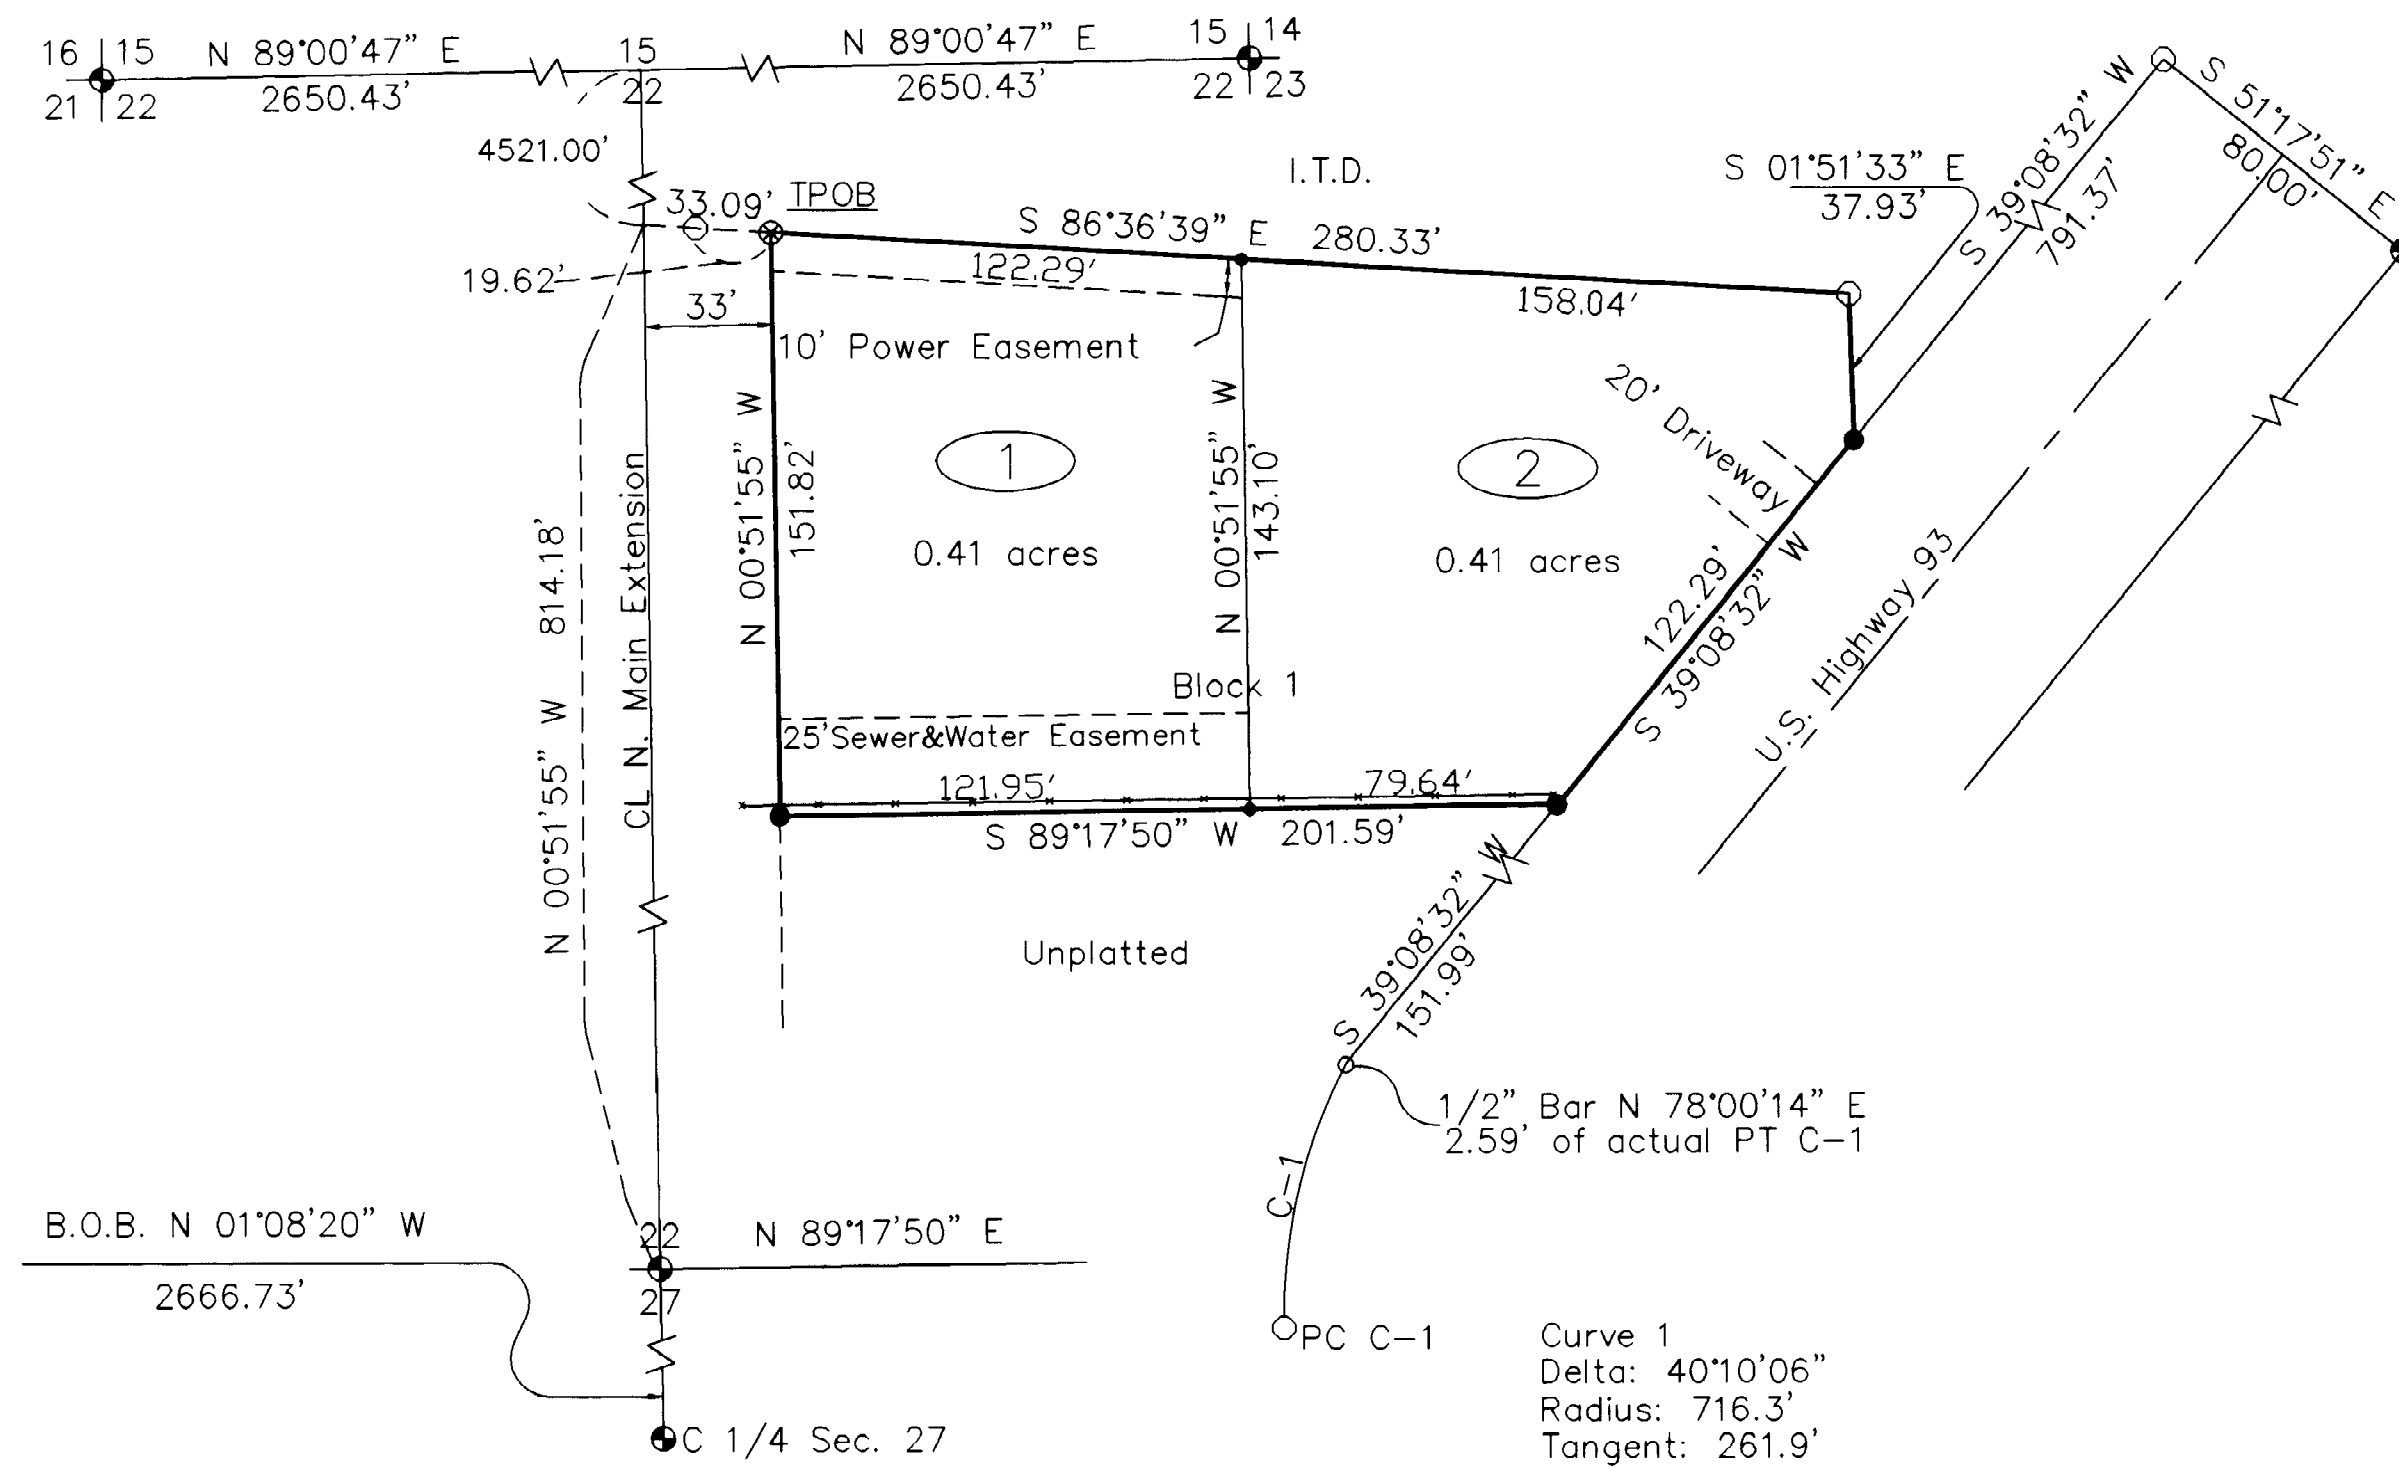 16 15
N 89°00'47" E
15
N 89°00'47" E
15 14
21 22
2650.43'
22
2650.43'
22 23
4521.00'
33.09'
TPOB
I.T.D.
S 86°36'39" E 280.33'
S 01°51'33" E
37.93'
S 39°08'32" W
791.37'
S 51°17'51" E
80.00'
19.62'
122.29'
158.04'
33'
10' Power Easement
20' Driveway
N 00°51'55" W
151.82'
N 00°51'55" W
143.10'
1
2
0.41 acres
0.41 acres
122.29'
S 39°08'32" W
U.S. Highway 93
N 00°51'55" W 814.18'
CL N. Main Extension
Block 1
25'Sewer&Water Easement
121.95'
79.64'
S 89°17'50" W 201.59'
Unplatted
S 39°08'32" W
151.99'
1/2" Bar N 78°00'14" E
2.59' of actual PT C-1
C-1
B.O.B. N 01°08'20" W
2666.73'
22
N 89°17'50" E
27
PC C-1
C 1/4 Sec. 27
Curve 1
Delta: 40°10'06"
Radius: 716.3'
Tangent: 261.9'